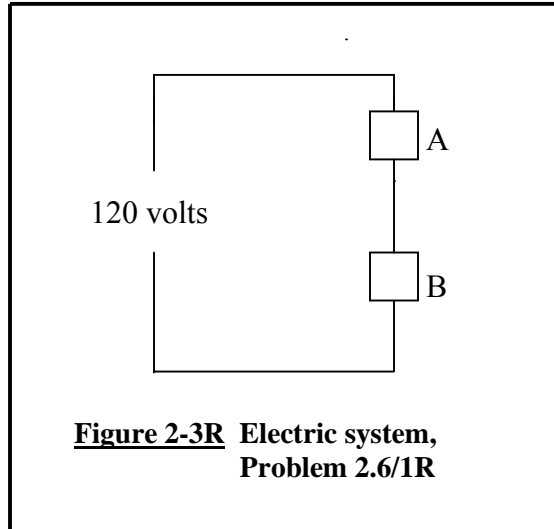 A
120 volts
B
Figure 2-3R Electric system,
Problem 2.6/1R